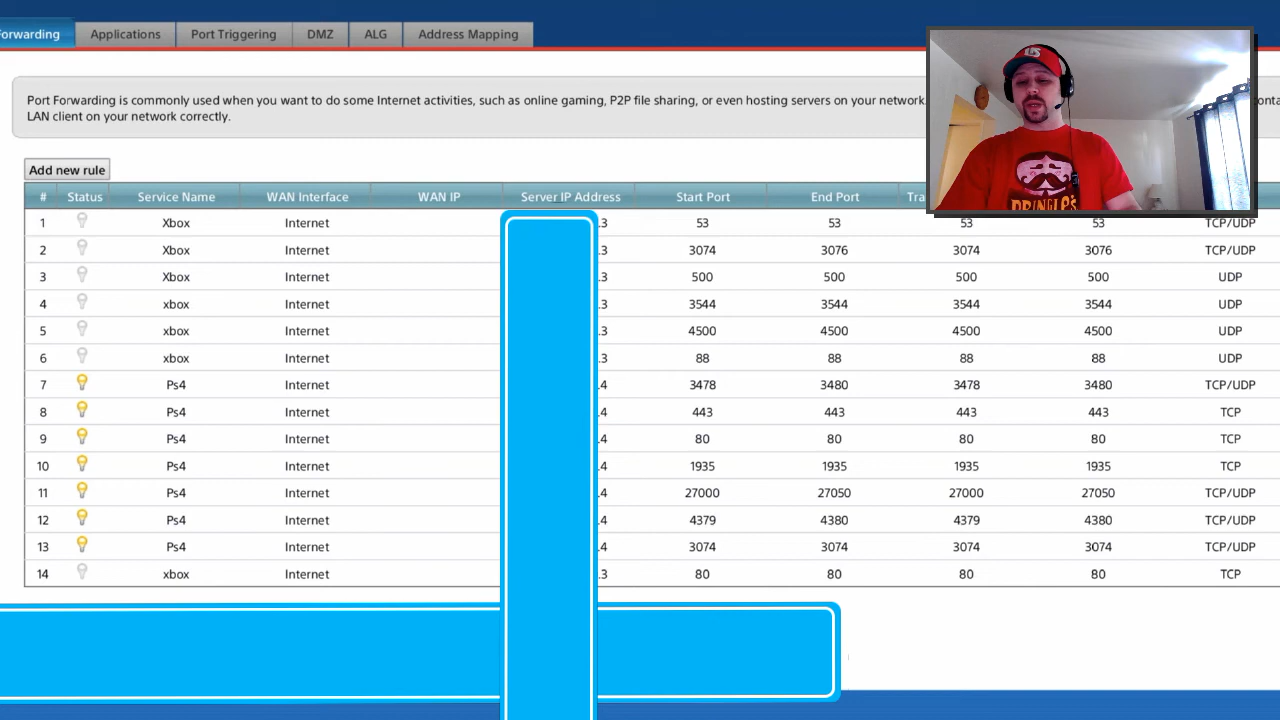 Forwarding Applications Port Triggering DMZ ALG Address Mapping
Port Forwarding is commonly used when you want to do some Internet activities, such as online gaming, P2P file sharing, or even hosting servers on your network.
LAN client on your network correctly.
Add new rule
# Status Service Name WAN Interface WAN IP Server IP Address Start Port End Port
1 Xbox Internet .3 53 53 53 53 TCP/UDP
2 Xbox Internet .3 3074 3076 3074 3076 TCP/UDP
3 Xbox Internet .3 500 500 500 500 UDP
4 xbox Internet .3 3544 3544 3544 3544 UDP
5 xbox Internet .3 4500 4500 4500 4500 UDP
6 xbox Internet .3 88 88 88 88 UDP
7 Ps4 Internet .4 3478 3480 3478 3480 TCP/UDP
8 Ps4 Internet .4 443 443 443 443 TCP
9 Ps4 Internet .4 80 80 80 80 TCP
10 Ps4 Internet .4 1935 1935 1935 1935 TCP
11 Ps4 Internet .4 27000 27050 27000 27050 TCP/UDP
12 Ps4 Internet .4 4379 4380 4379 4380 TCP/UDP
13 Ps4 Internet .4 3074 3074 3074 3074 TCP/UDP
14 xbox Internet .3 80 80 80 80 TCP
PRINGLES